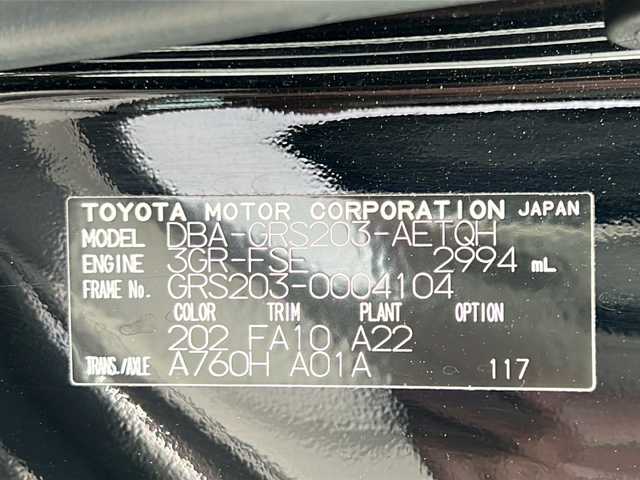 TOYOTA MOTOR CORPORATION JAPAN
MODEL DBA-GRS203-AETQH
ENGINE 3GR-FSE 2994 mL
FRAME No. GRS203-0004104
COLOR TRIM PLANT OPTION
202 FA10 A22
TRANS./AXLE A760H A01A 117